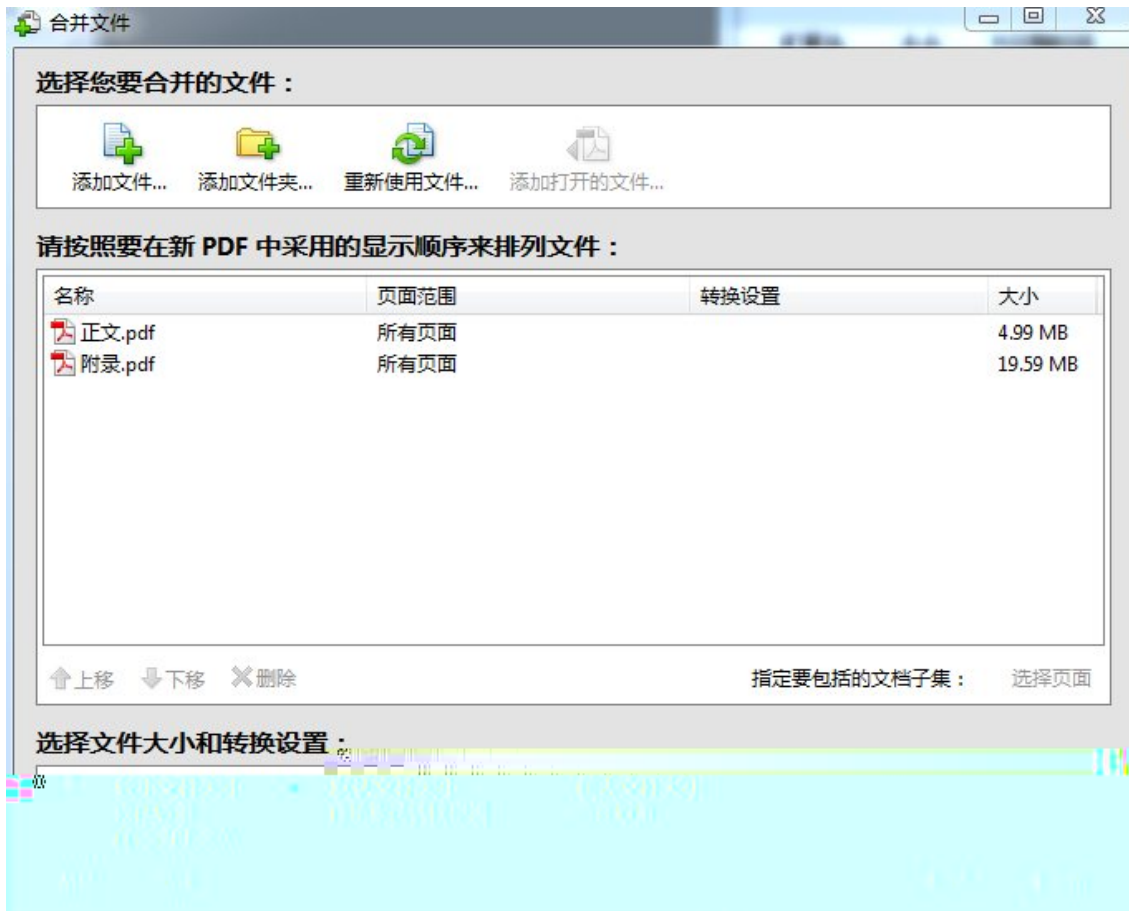 合并文件
选择您要合并的文件：
添加文件... 添加文件夹... 重新使用文件... 添加打开的文件...
请按照要在新 PDF 中采用的显示顺序来排列文件：
名称 页面范围 转换设置 大小
正文.pdf 所有页面 4.99 MB
附录.pdf 所有页面 19.59 MB
上移 下移 删除 指定要包括的文档子集： 选择页面
选择文件大小和转换设置：